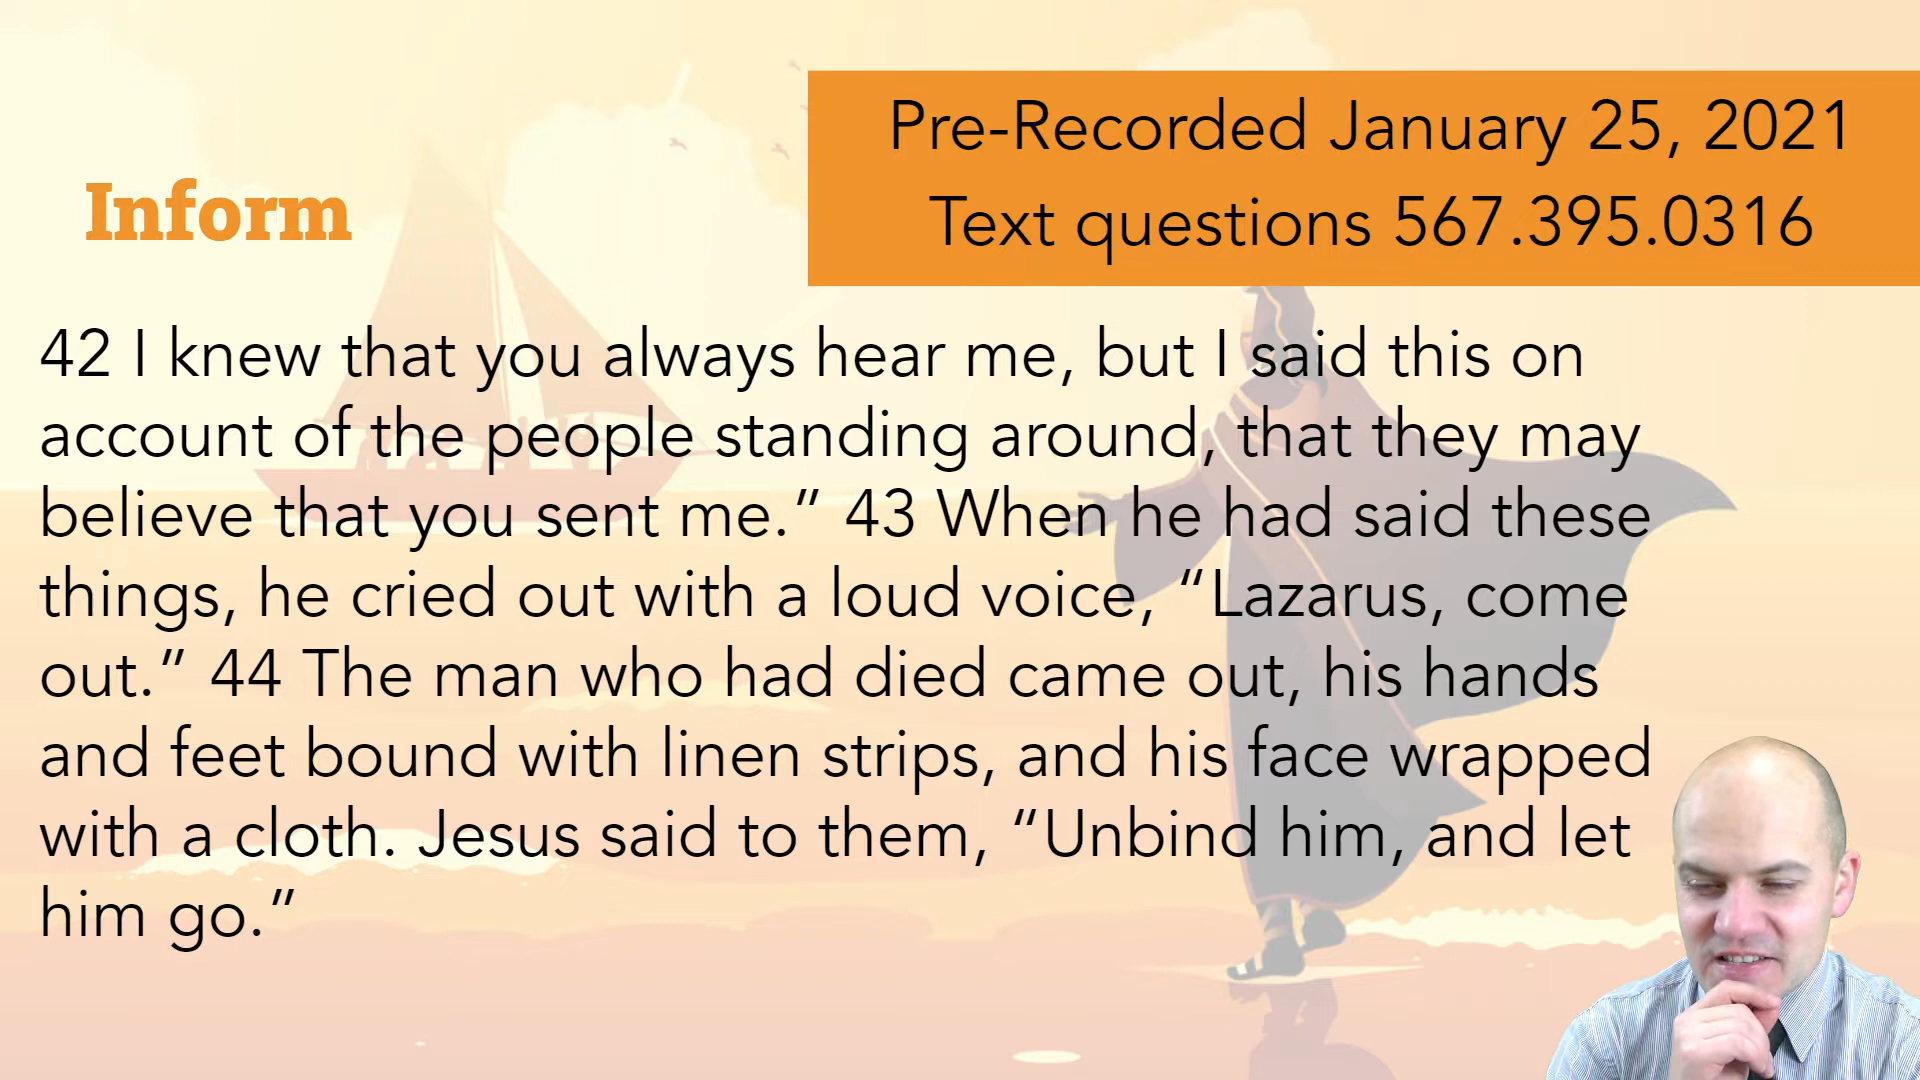 Pre-Recorded January 25, 2021
Text questions 567.395.0316
Inform
42 I knew that you always hear me, but I said this on
account of the people standing around, that they may
believe that you sent me.” 43 When he had said these
things, he cried out with a loud voice, “Lazarus, come
out.” 44 The man who had died came out, his hands
and feet bound with linen strips, and his face wrapped
with a cloth. Jesus said to them, “Unbind him, and let
him go.”